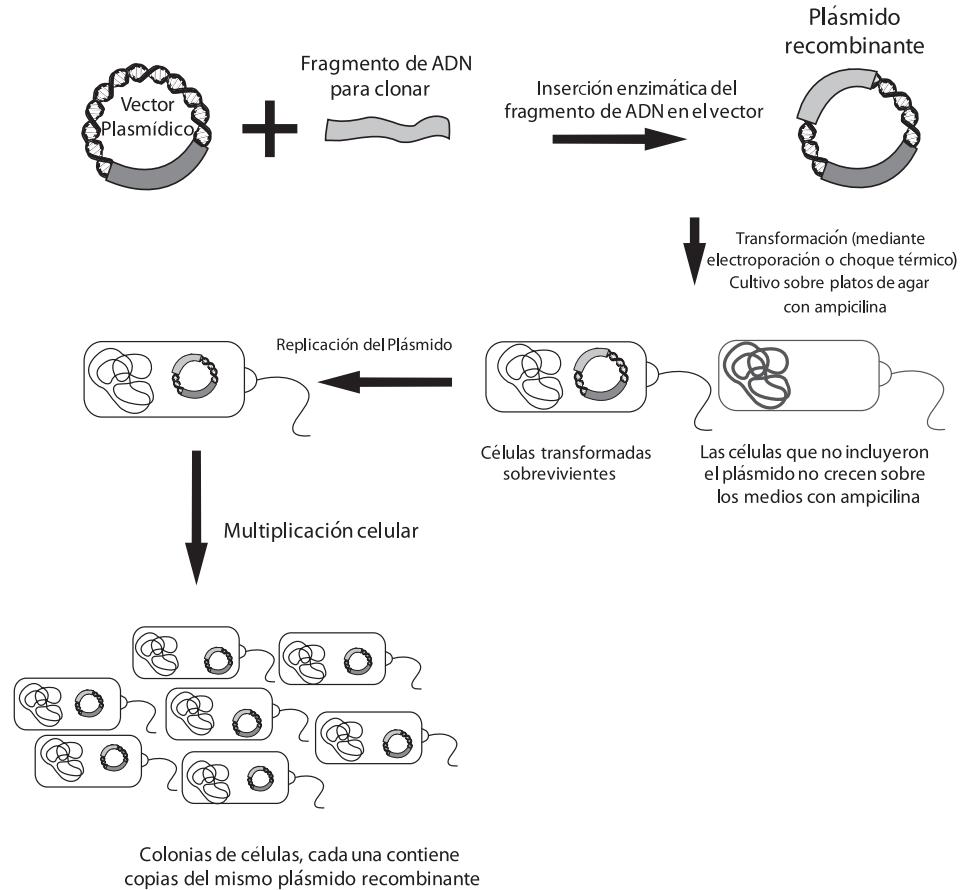 Vector
Plasmídico
Fragmento de ADN
para clonar
Inserción enzimática del
fragmento de ADN en el vector
Plásmido
recombinante
Transformación (mediante
electroporación o choque térmico)
Cultivo sobre platos de agar
con ampicilina
Replicación del Plásmido
Células transformadas
sobrevivientes
Las células que no incluyeron
el plásmido no crecen sobre
los medios con ampicilina
Multiplicación celular
Colonias de células, cada una contiene
copias del mismo plásmido recombinante